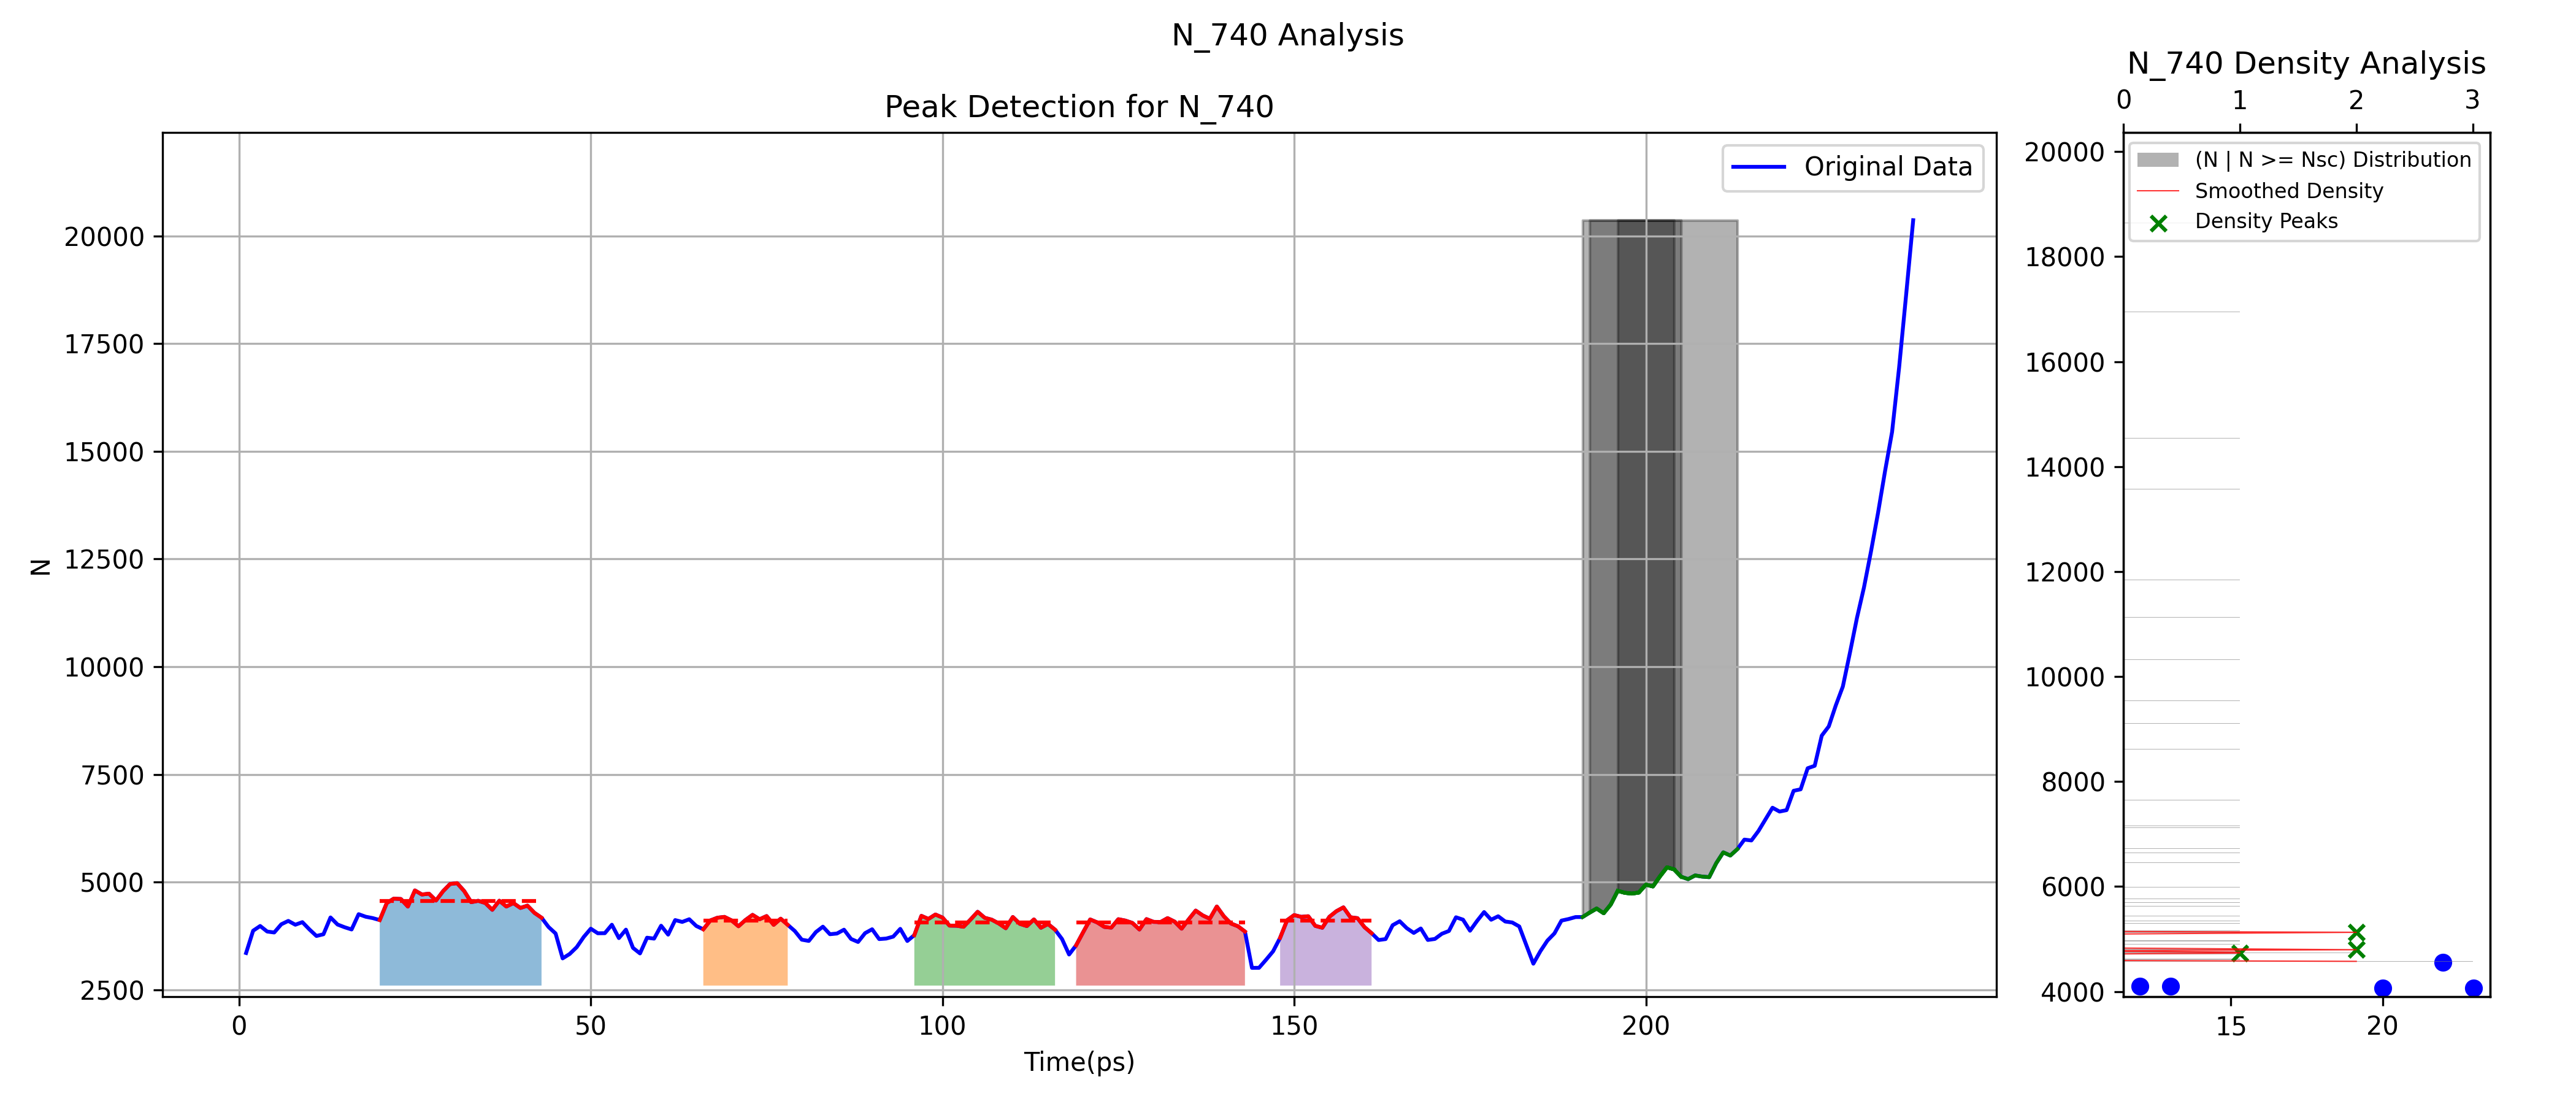 N_740 Analysis
Peak Detection for N_740
Original Data
N
20000
17500
15000
12500
10000
7500
5000
2500
0 50 100 150 200
Time(ps)
N_740 Density Analysis
0 1 2 3
(N | N >= Nsc) Distribution
Smoothed Density
Density Peaks
20000
18000
16000
14000
12000
10000
8000
6000
4000
15 20